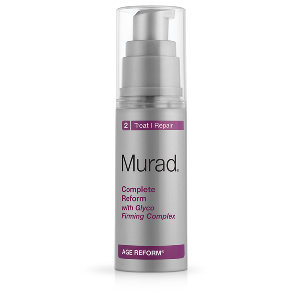 2 Treat | Repair
Murad®
Complete
Reform
with Glyco
Firming Complex
AGE REFORM®